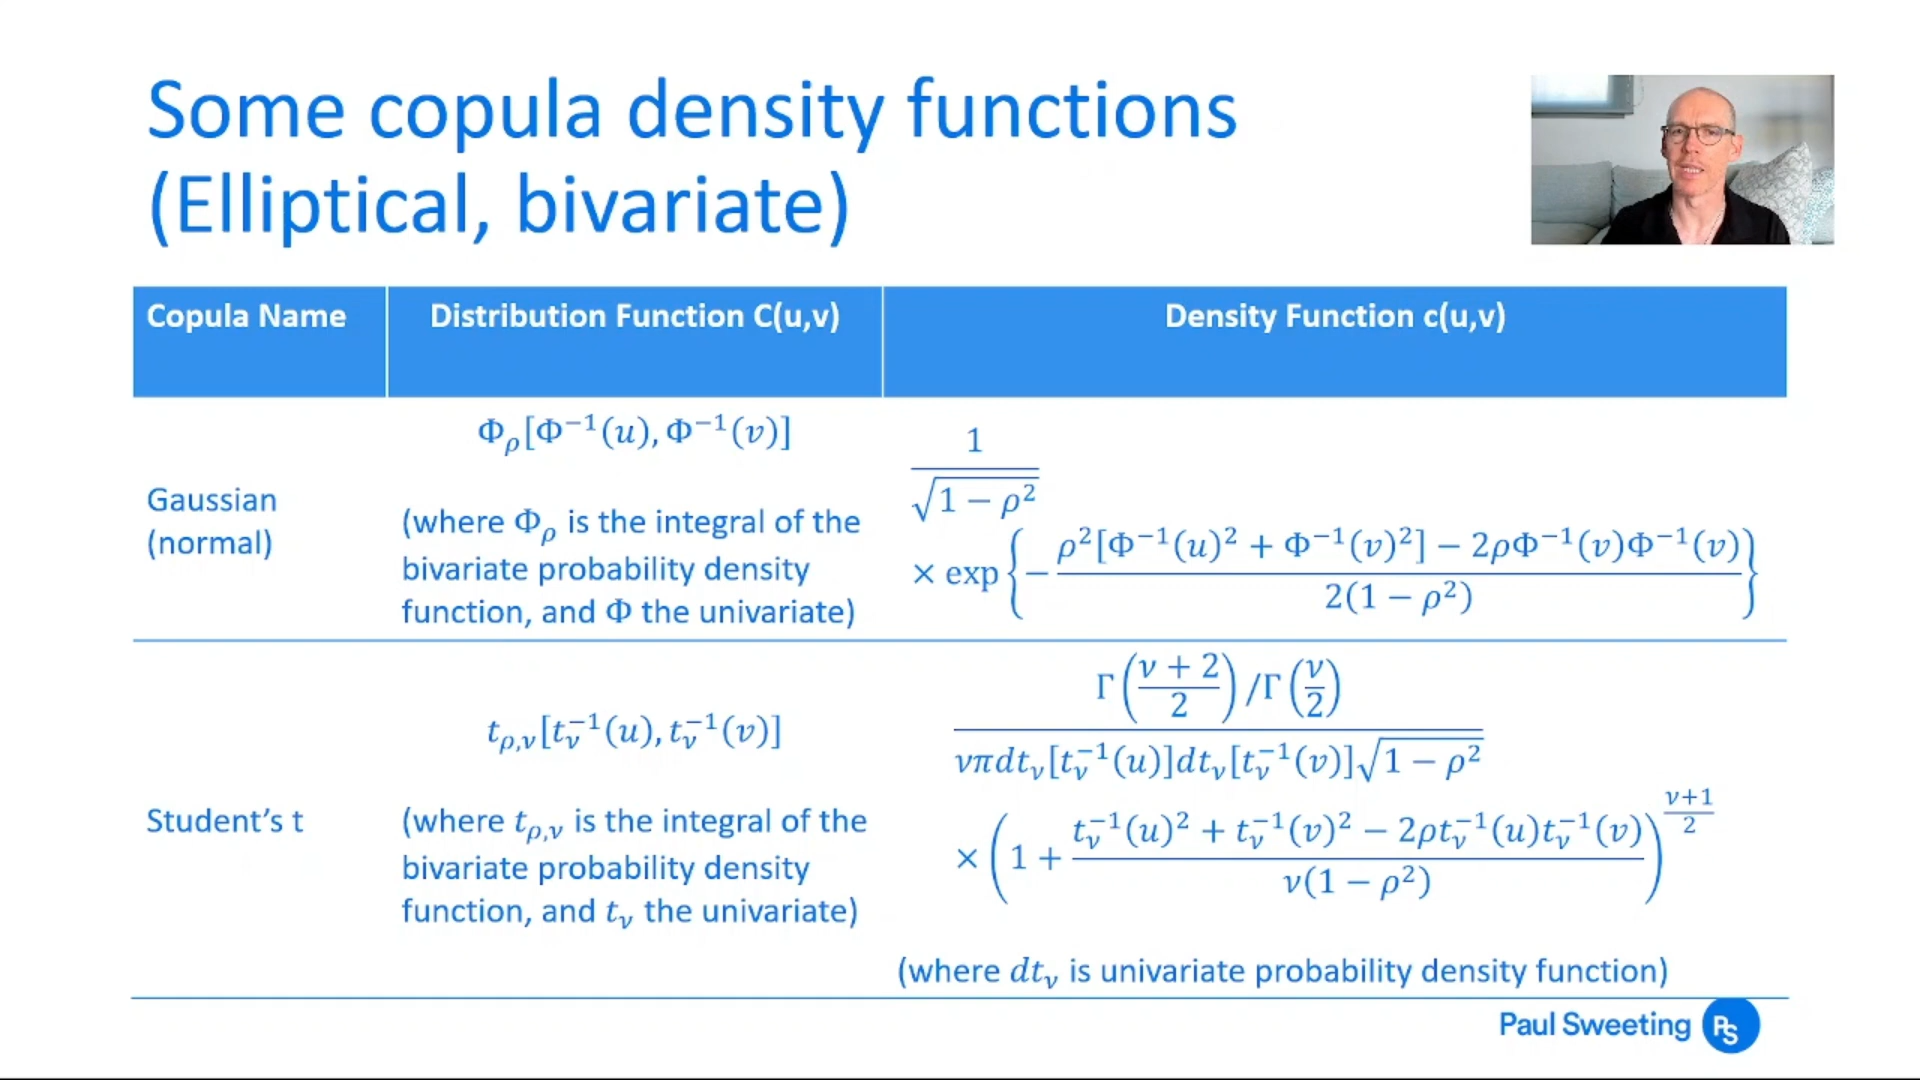 Some copula density functions
(Elliptical, bivariate)
Copula Name
Distribution Function C(u,v)
Density Function c(u,v)
Gaussian
(normal)
Φ_ρ[Φ⁻¹(u), Φ⁻¹(v)]
(where Φ_ρ is the integral of the
bivariate probability density
function, and Φ the univariate)
1
√(1 − ρ²)
× exp{−
ρ²[Φ⁻¹(u)² + Φ⁻¹(v)²] − 2ρΦ⁻¹(v)Φ⁻¹(v)
2(1 − ρ²)
}
Student’s t
t_ρ,ν[t_ν⁻¹(u), t_ν⁻¹(v)]
(where t_ρ,ν is the integral of the
bivariate probability density
function, and t_ν the univariate)
Γ((ν + 2)/2) /Γ(ν/2)
νπdt_ν[t_ν⁻¹(u)]dt_ν[t_ν⁻¹(v)]√(1 − ρ²)
× (1 +
t_ν⁻¹(u)² + t_ν⁻¹(v)² − 2ρt_ν⁻¹(u)t_ν⁻¹(v)
ν(1 − ρ²)
)^((ν+1)/2)
(where dt_ν is univariate probability density function)
Paul Sweeting PS